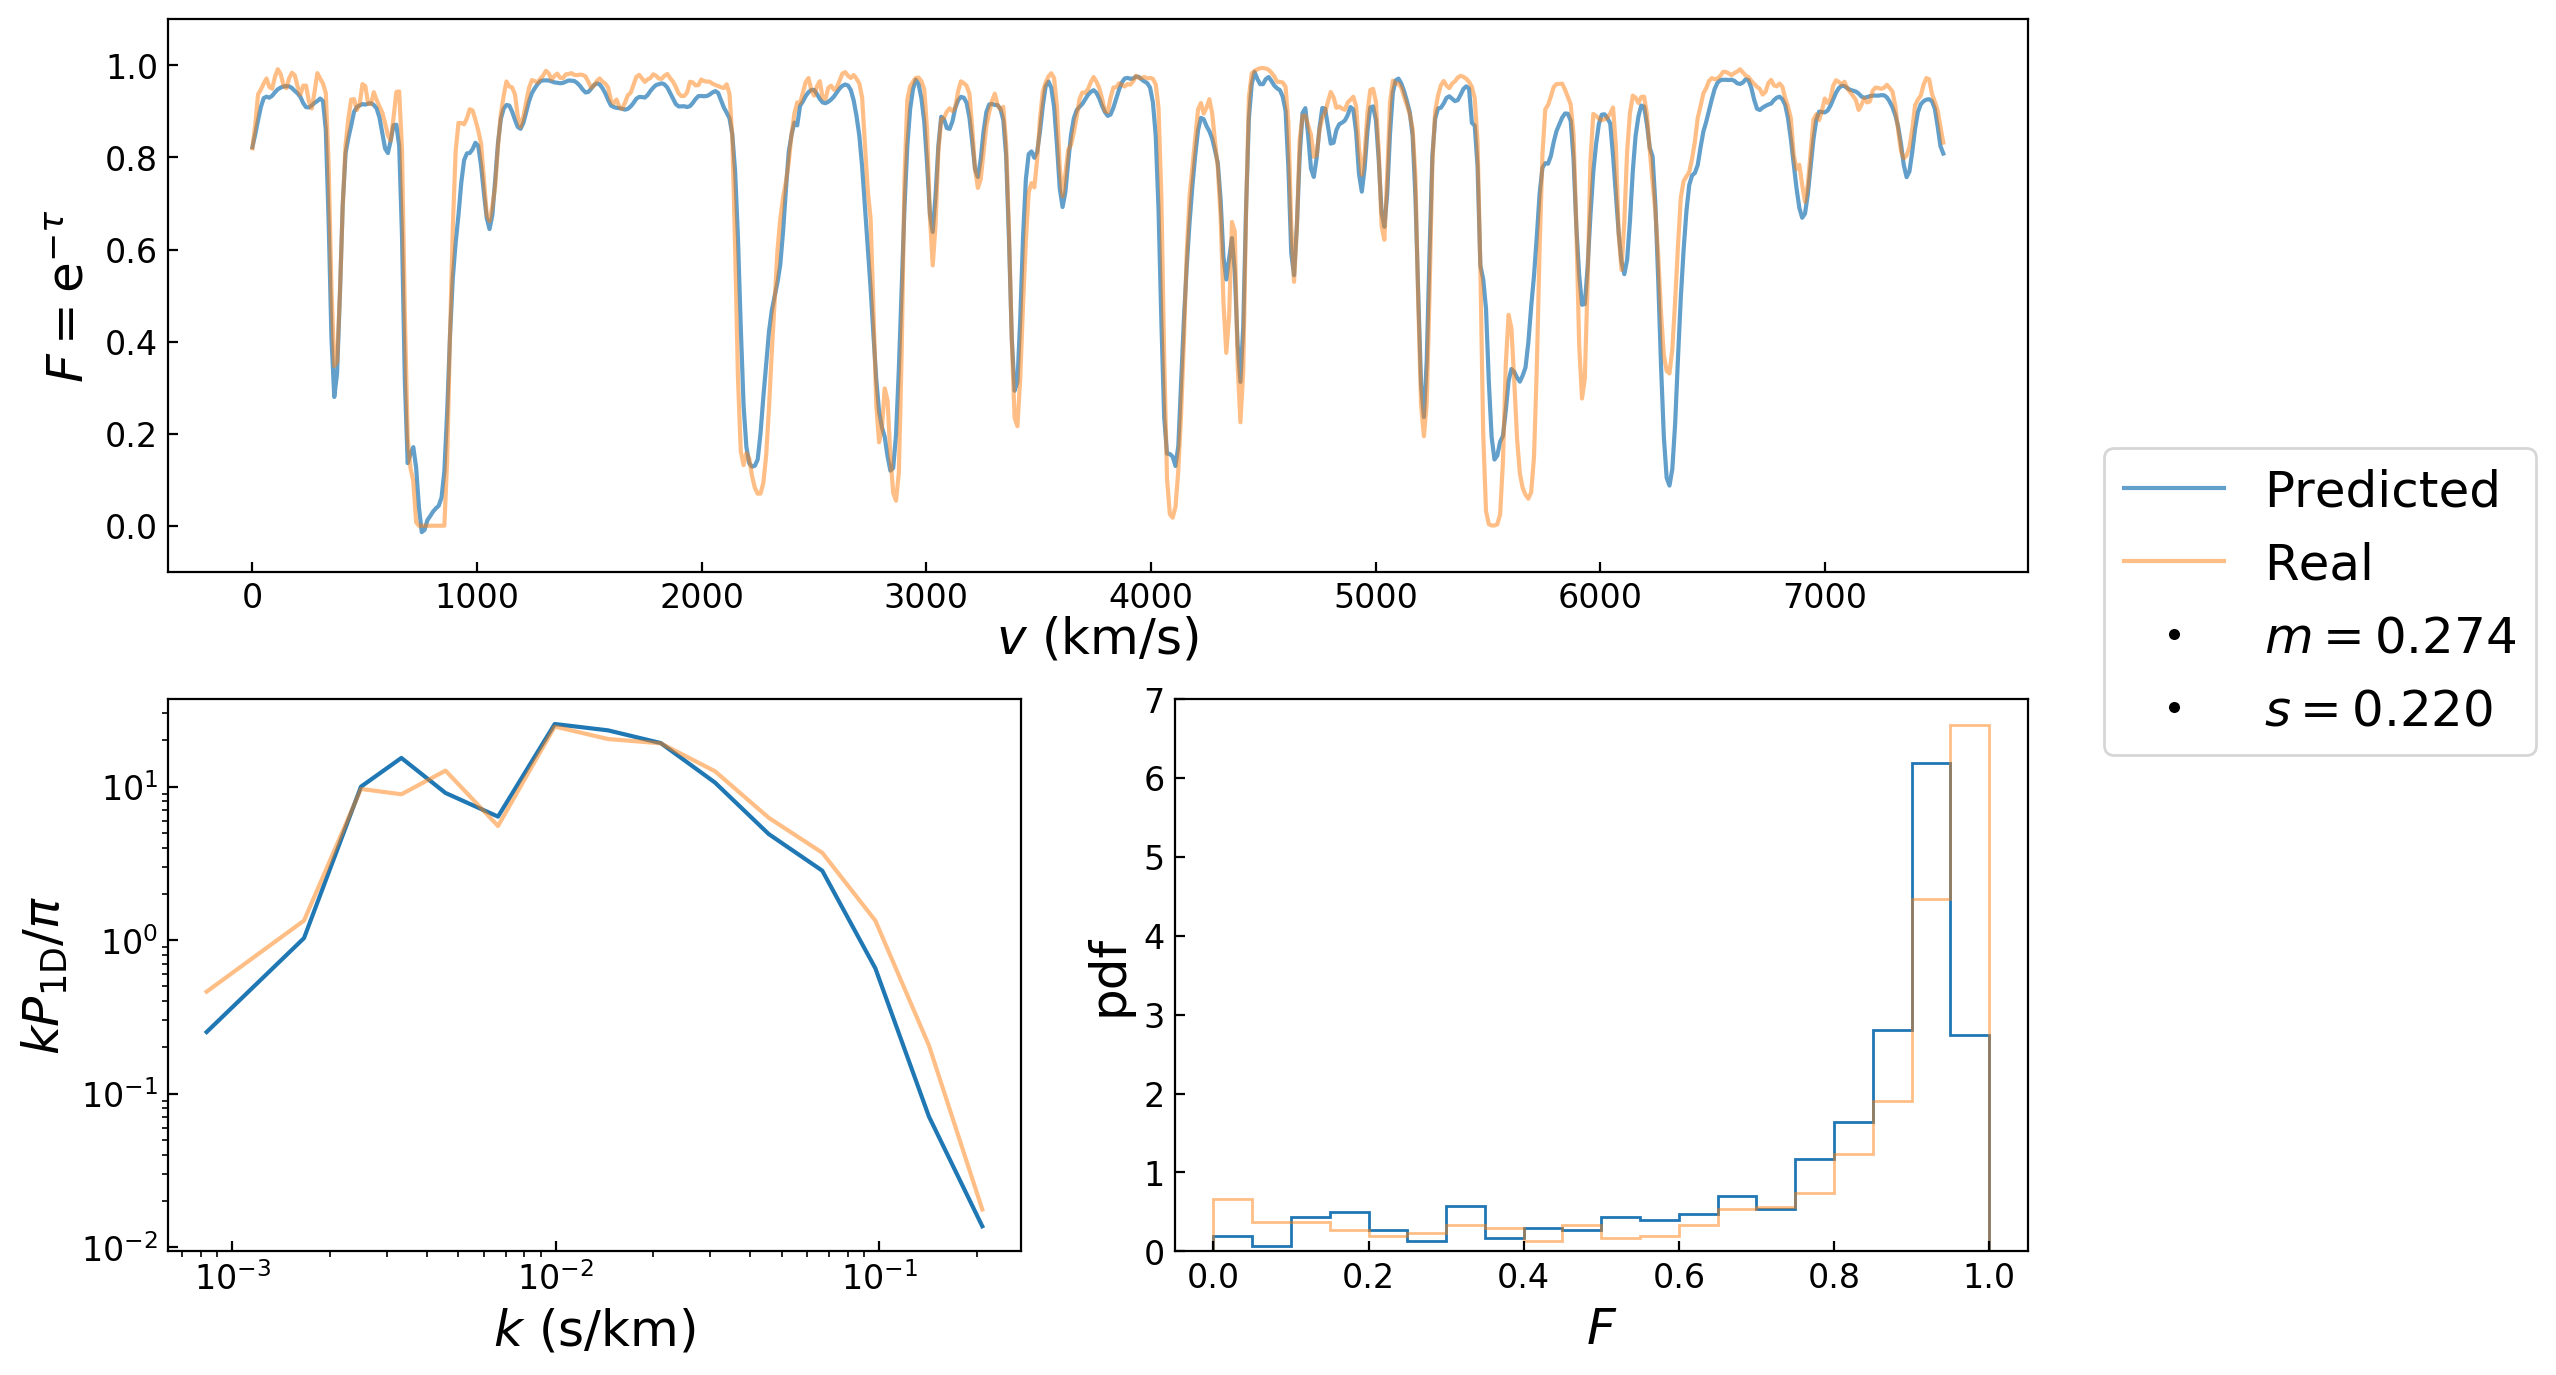 1.0
0.8
0.6
0.4
0.2
0.0
F = e^{−τ}
0 1000 2000 3000 4000 5000 6000 7000
v (km/s)
Predicted
Real
m = 0.274
s = 0.220
10^1
10^0
10^{−1}
10^{−2}
kP_{1D}/π
10^{−3} 10^{−2} 10^{−1}
k (s/km)
7
6
5
4
3
2
1
0
pdf
0.0 0.2 0.4 0.6 0.8 1.0
F